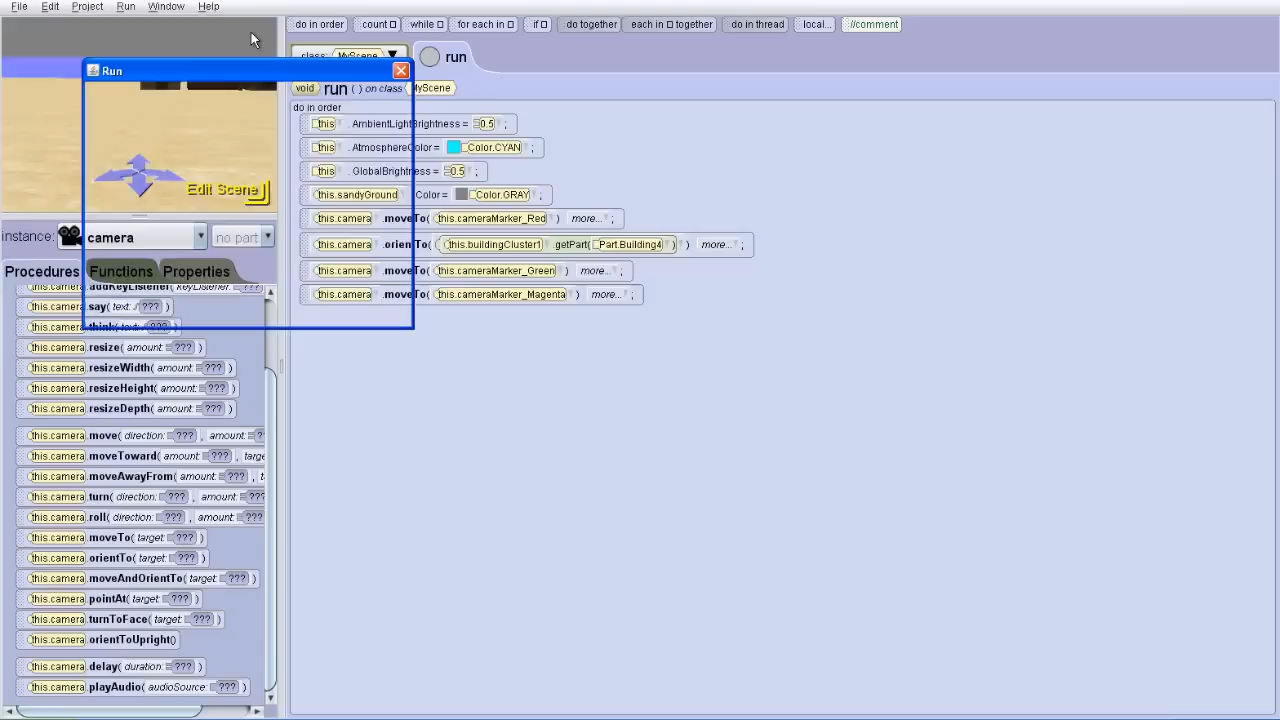 File Edit Project Run Window Help
do in order count while for each in if do together each in together do in thread local... //comment
class: MyScene run
Run
void run ( ) on class MyScene
do in order
this . AmbientLightBrightness = 0.5 ;
this . AtmosphereColor = Color.CYAN ;
this . GlobalBrightness = 0.5 ;
this.sandyGround Color = Color.GRAY ;
this.camera .moveTo( this.cameraMarker_Red ) more... ;
this.camera .orienTo( this.buildingCluster1 .getPart( Part.Building4 ) ) more... ;
this.camera .moveTo( this.cameraMarker_Green ) more... ;
this.camera .moveTo( this.cameraMarker_Magenta ) more... ;
Edit Scene
instance: camera no part
Procedures Functions Properties
this.camera .addKeyListener( keyListener: ???
say( text: ??? )
think( text: ??? )
this.camera .resize( amount: ??? )
this.camera .resizeWidth( amount: ??? )
this.camera .resizeHeight( amount: ??? )
this.camera .resizeDepth( amount: ??? )
this.camera .move( direction: ??? , amount: ?
this.camera .moveToward( amount: ??? , targe
this.camera .moveAwayFrom( amount: ??? , t
this.camera .turn( direction: ??? , amount: ???
this.camera .roll( direction: ??? , amount: ???
this.camera .moveTo( target: ??? )
this.camera .orientTo( target: ??? )
this.camera .moveAndOrientTo( target: ??? )
this.camera .pointAt( target: ??? )
this.camera .turnToFace( target: ??? )
this.camera .orientToUpright()
this.camera .delay( duration: ??? )
this.camera .playAudio( audioSource: ??? )